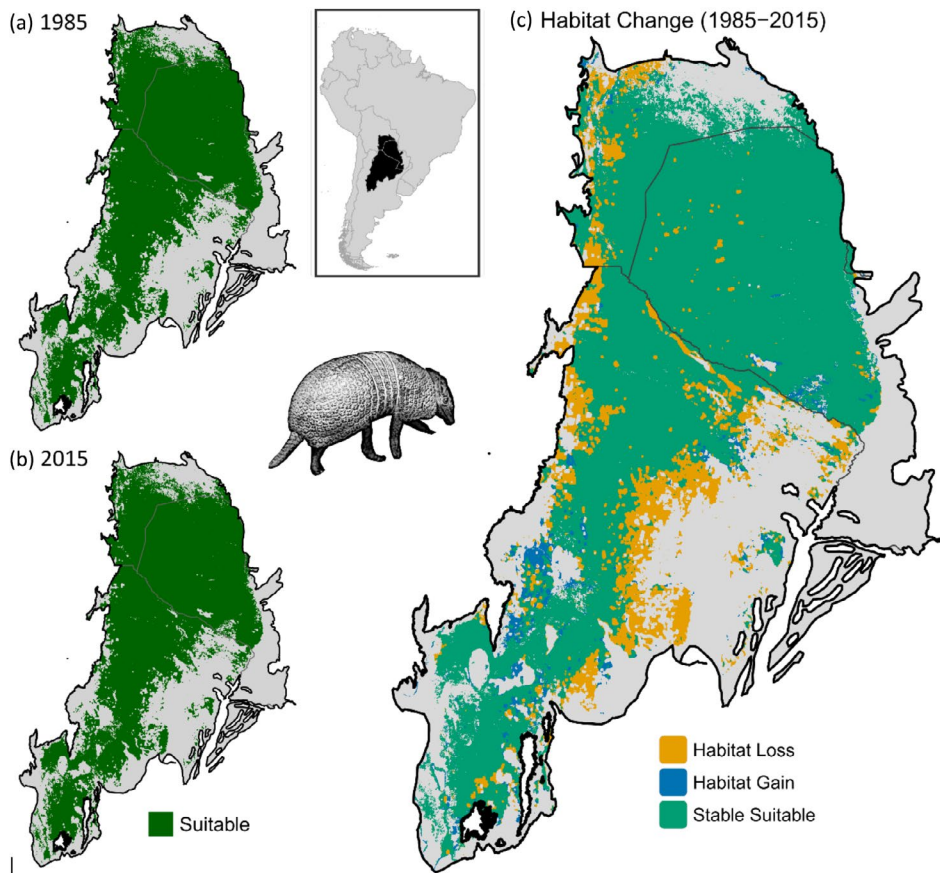 (a) 1985
(c) Habitat Change (1985−2015)
(b) 2015
Suitable
Habitat Loss
Habitat Gain
Stable Suitable